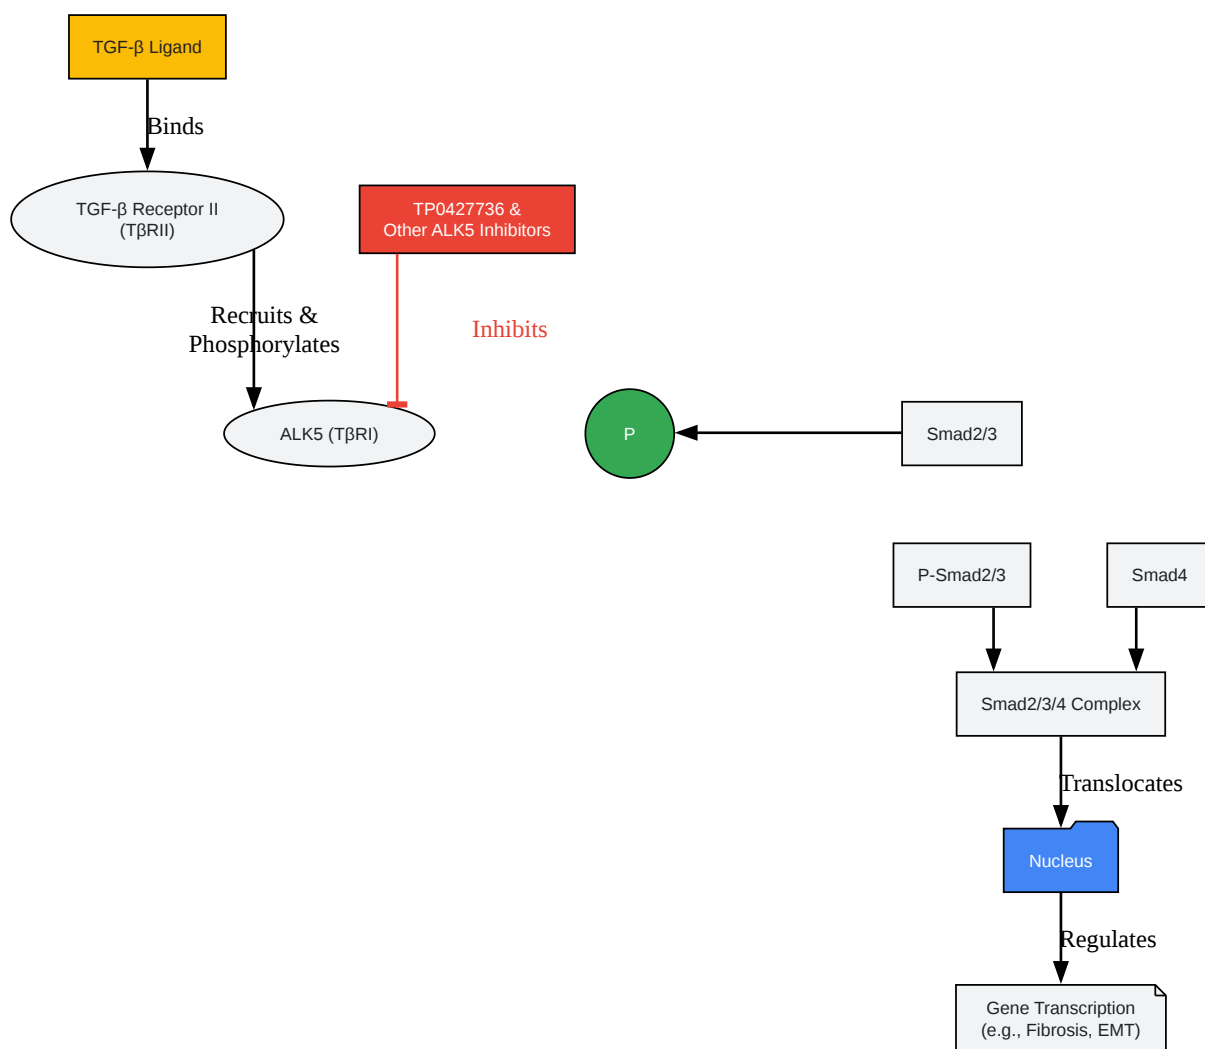 TGF-β Ligand
Binds
TGF-β Receptor II
(TβRII)
TP0427736 &
Other ALK5 Inhibitors
Recruits &
Phosphorylates
Inhibits
ALK5 (TβRI)
P
Smad2/3
P-Smad2/3
Smad4
Smad2/3/4 Complex
Translocates
Nucleus
Regulates
Gene Transcription
(e.g., Fibrosis, EMT)